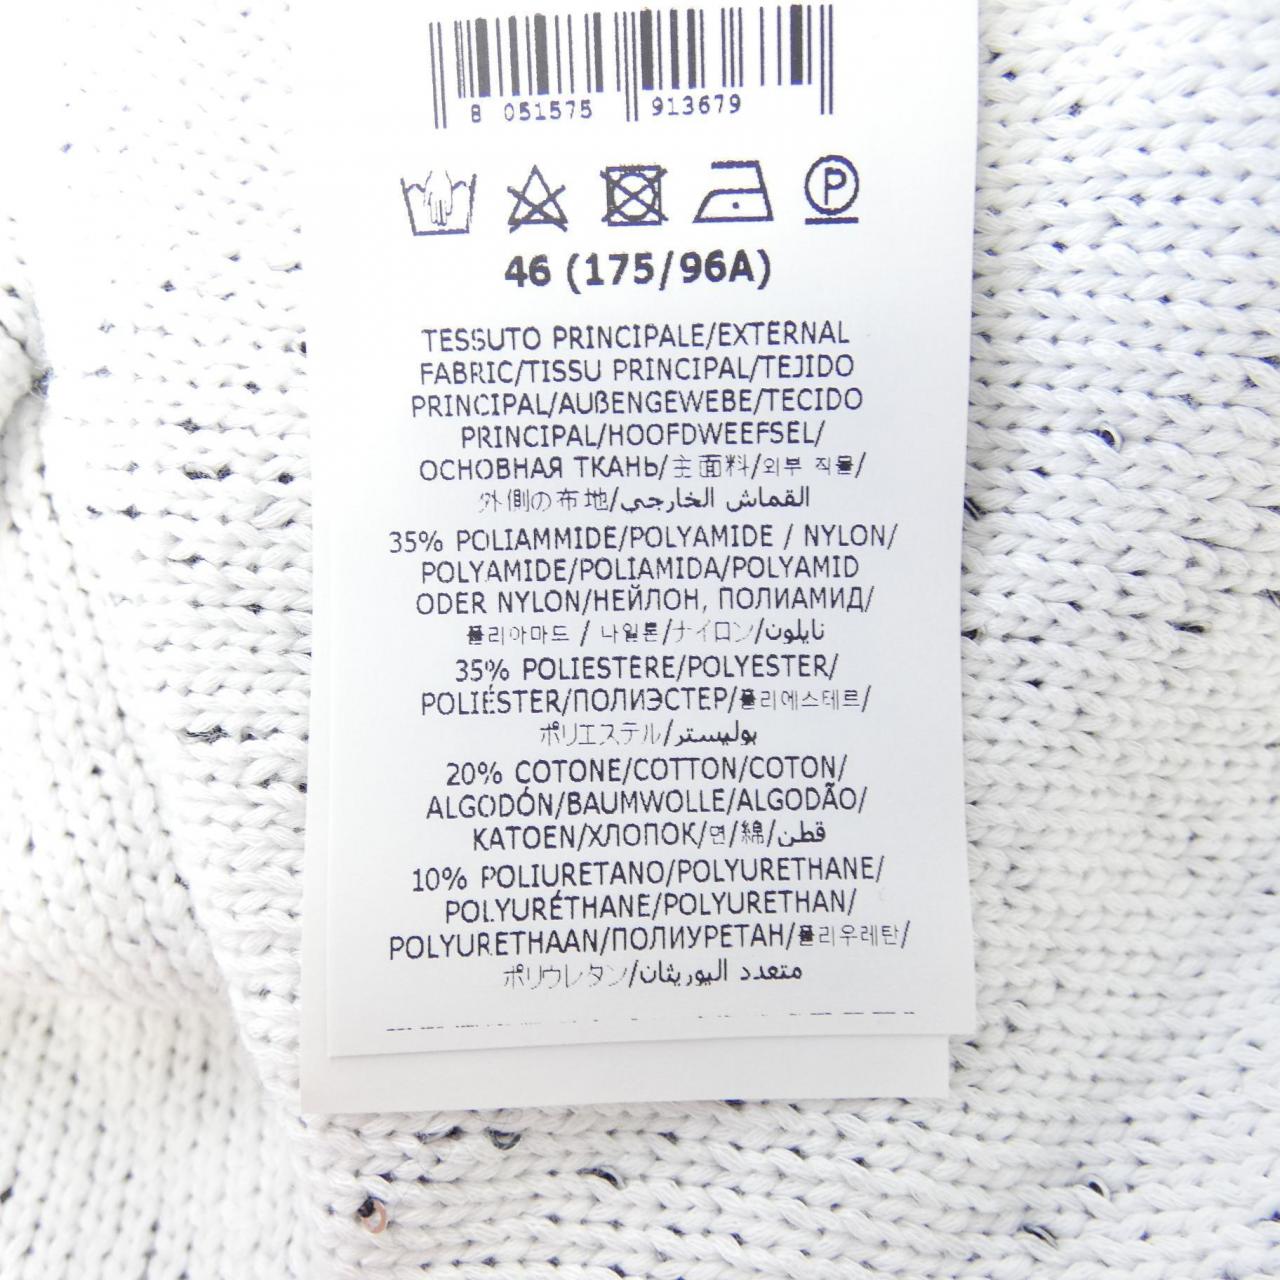 8 051575 913679
P
46 (175/96A)
TESSUTO PRINCIPALE/EXTERNAL
FABRIC/TISSU PRINCIPAL/TEJIDO
PRINCIPAL/AUßENGEWEBE/TECIDO
PRINCIPAL/HOOFDWEEFSEL/
ОСНОВНАЯ ТКАНЬ/主面料/외부 직물/
外側の布地/القماش الخارجي
35% POLIAMMIDE/POLYAMIDE / NYLON/
POLYAMIDE/POLIAMIDA/POLYAMID
ODER NYLON/НЕЙЛОН, ПОЛИАМИД/
폴리아마드 / 나일론/ナイロン/نايلون
35% POLIESTERE/POLYESTER/
POLIÉSTER/ПОЛИЭСТЕР/폴리에스테르/
ポリエステル/بوليستر
20% COTONE/COTTON/COTON/
ALGODÓN/BAUMWOLLE/ALGODÃO/
KATOEN/ХЛОПОК/면/綿/قطن
10% POLIURETANO/POLYURETHANE/
POLYURÉTHANE/POLYURETHAN/
POLYURETHAAN/ПОЛИУРЕТАН/폴리우레탄/
ポリウレタン/متعدد اليوريثان